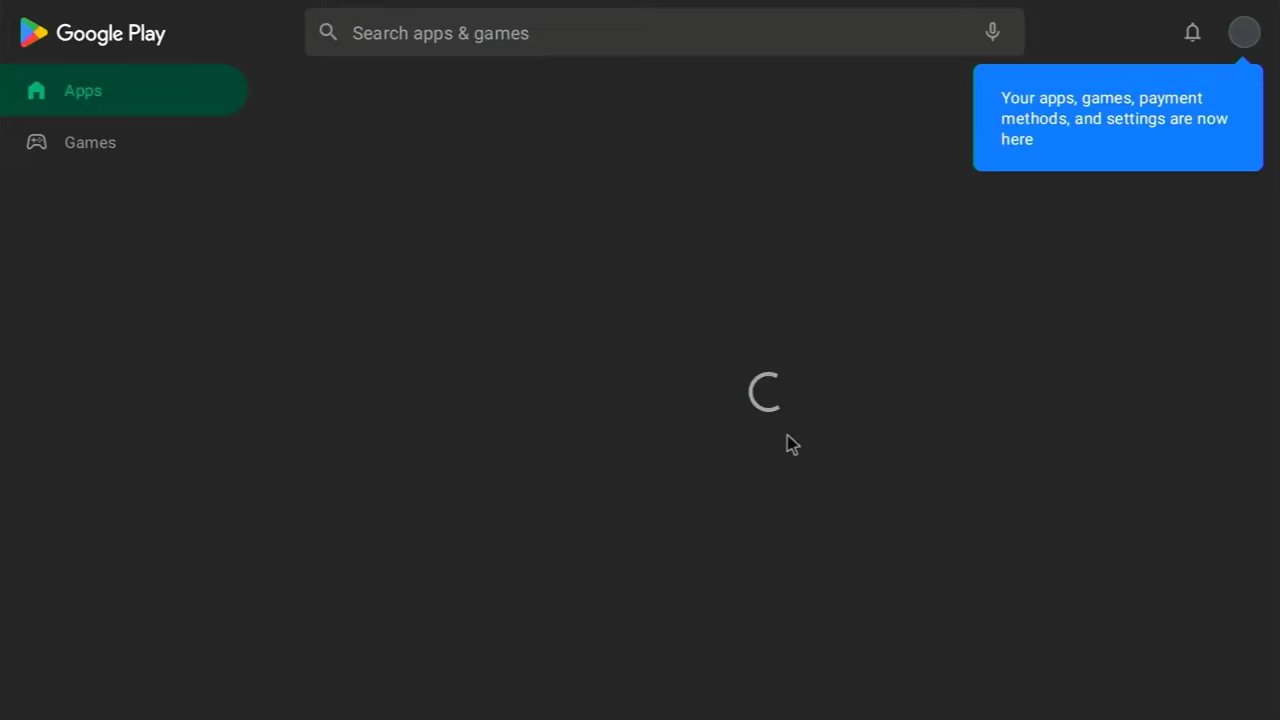 Google Play
Search apps & games
Apps
Games
Your apps, games, payment
methods, and settings are now
here